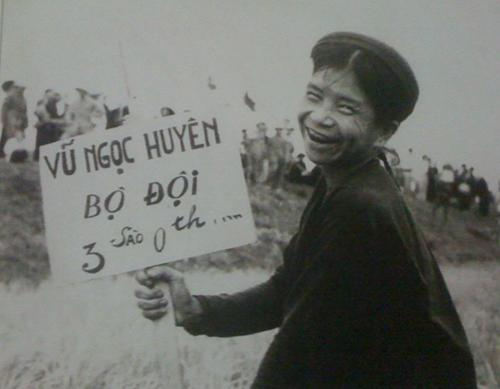 VŨ NGỌC HUYÊN
BỘ ĐỘI
3 SÀO 0 th....